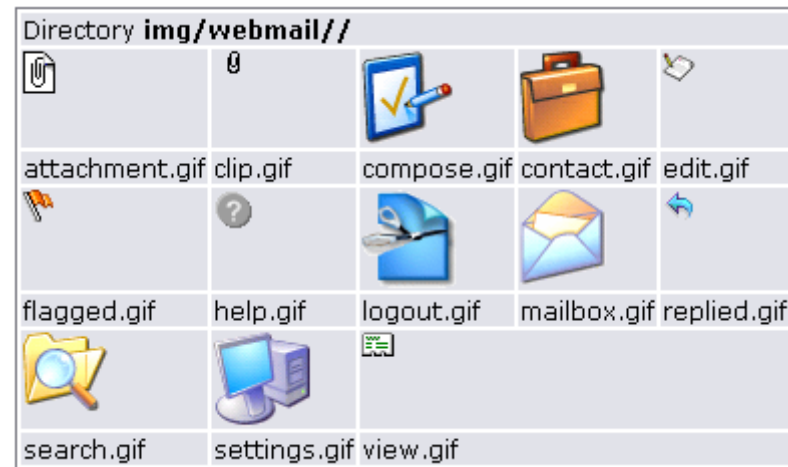 Directory img/webmail//
attachment.gif clip.gif compose.gif contact.gif edit.gif
flagged.gif help.gif logout.gif mailbox.gif replied.gif
search.gif settings.gif view.gif